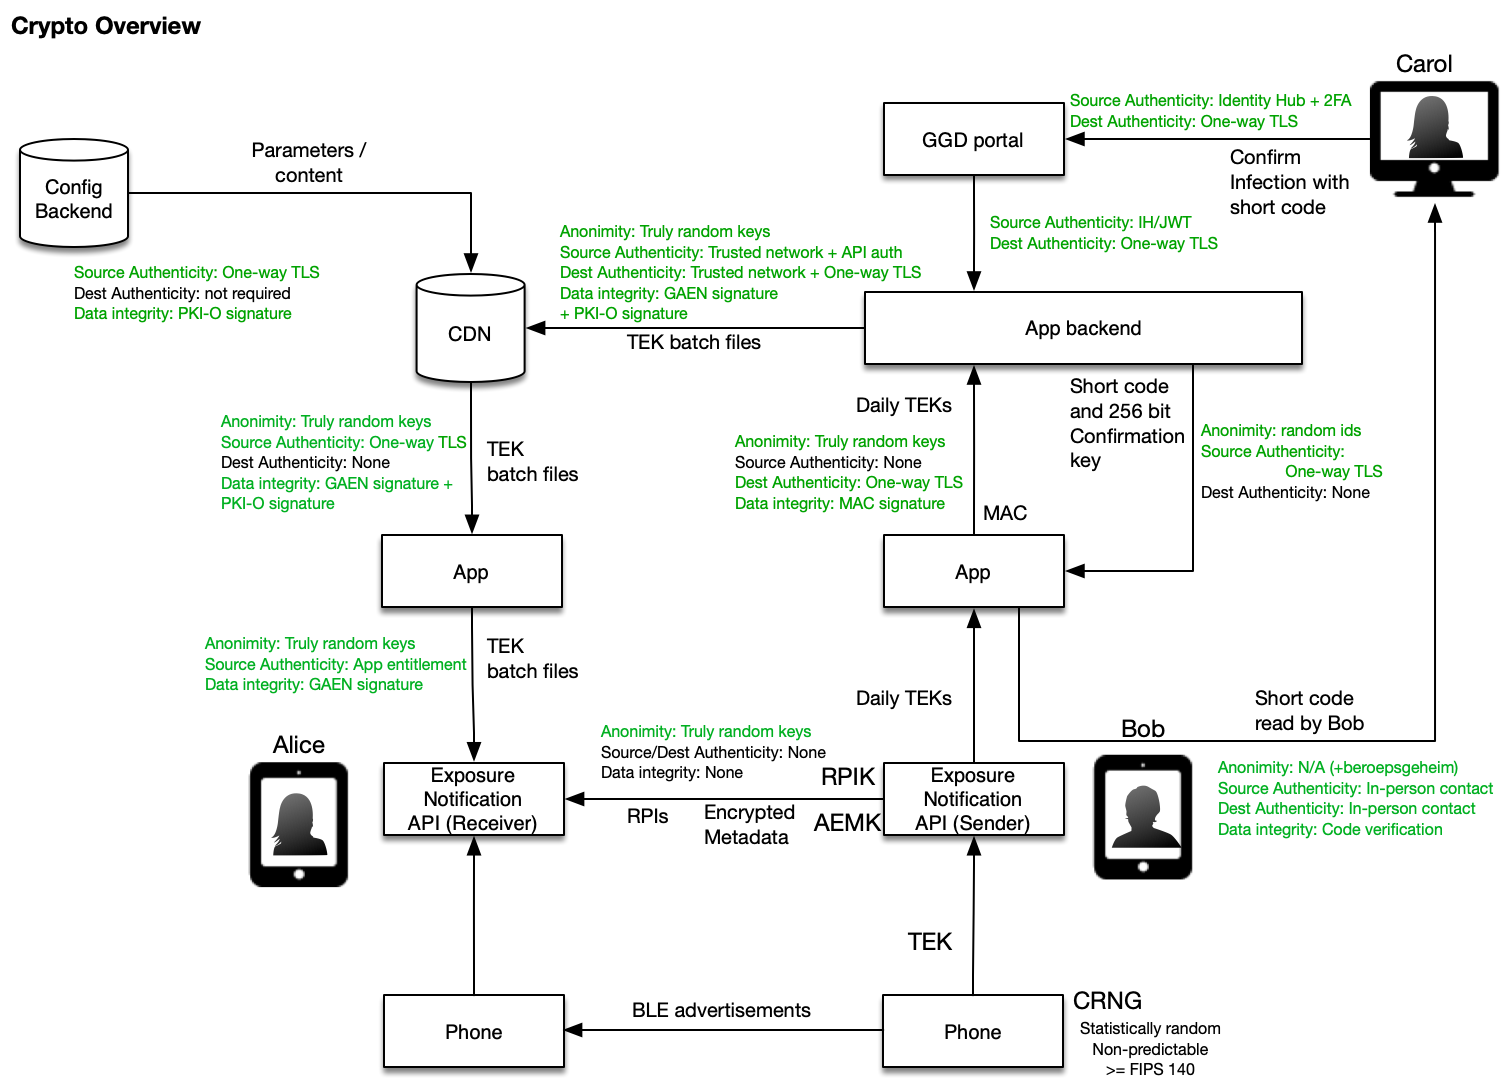 Crypto Overview
Carol
Source Authenticity: Identity Hub + 2FA
Dest Authenticity: One-way TLS
GGD portal
Confirm
Infection with
short code
Parameters /
content
Config
Backend
Source Authenticity: IH/JWT
Dest Authenticity: One-way TLS
Anonimity: Truly random keys
Source Authenticity: Trusted network + API auth
Dest Authenticity: Trusted network + One-way TLS
Data integrity: GAEN signature
+ PKI-O signature
Source Authenticity: One-way TLS
Dest Authenticity: not required
Data integrity: PKI-O signature
CDN
TEK batch files
App backend
Short code
and 256 bit
Confirmation
key
Daily TEKs
Anonimity: Truly random keys
Source Authenticity: One-way TLS
Dest Authenticity: None
Data integrity: GAEN signature +
PKI-O signature
TEK
batch files
Anonimity: Truly random keys
Source Authenticity: None
Dest Authenticity: One-way TLS
Data integrity: MAC signature
Anonimity: random ids
Source Authenticity:
One-way TLS
Dest Authenticity: None
MAC
App
App
Anonimity: Truly random keys
Source Authenticity: App entitlement
Data integrity: GAEN signature
TEK
batch files
Daily TEKs
Short code
read by Bob
Alice
Anonimity: Truly random keys
Source/Dest Authenticity: None
Data integrity: None
Bob
Exposure
Notification
API (Receiver)
RPIK
RPIs
Encrypted
Metadata
AEMK
Exposure
Notification
API (Sender)
Anonimity: N/A (+beroepsgeheim)
Source Authenticity: In-person contact
Dest Authenticity: In-person contact
Data integrity: Code verification
TEK
Phone
BLE advertisements
Phone
CRNG
Statistically random
Non-predictable
>= FIPS 140